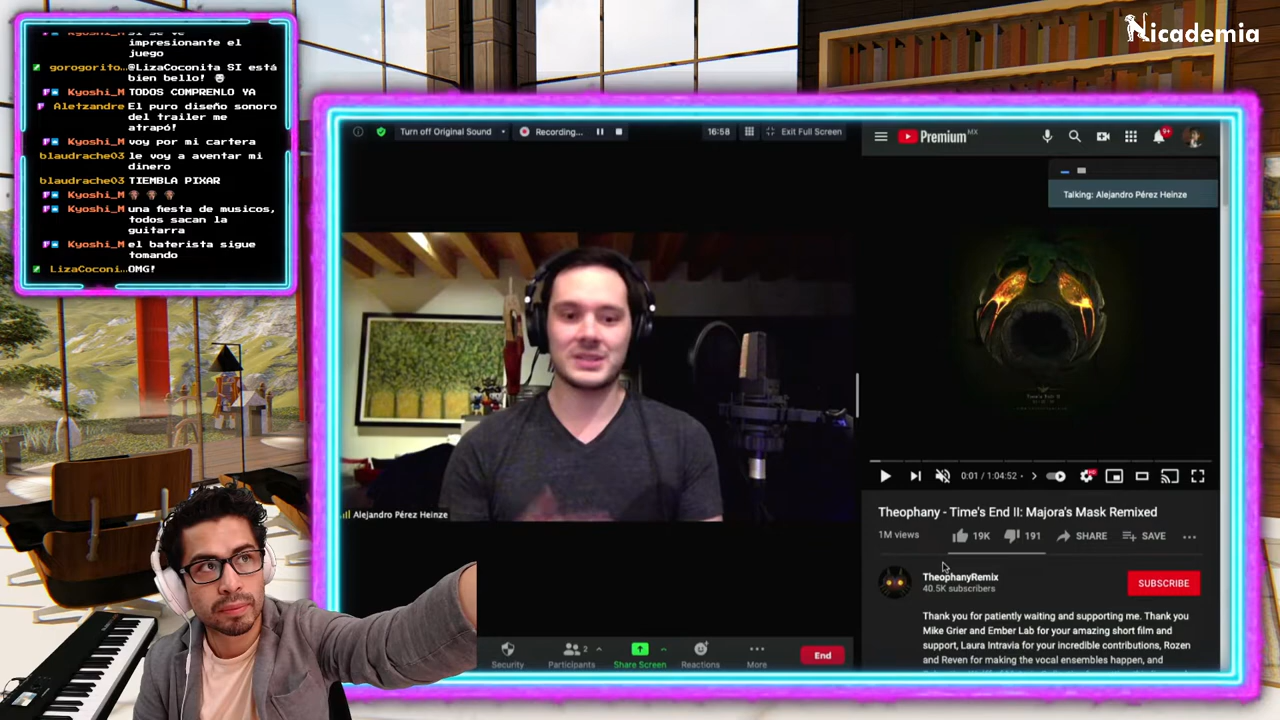 Nicademia
impresionante el
juego
gorogorito... @LizaCoconita SI está
bien bello!
Kyoshi_M TODOS COMPRENLO YA
Aletzandre El puro diseño sonoro
del trailer me
atrapó!
Kyoshi_M voy por mi cartera
blaudrache03 le voy a aventar mi
dinero
blaudrache03 TIEMBLA PIXAR
Kyoshi_M
Kyoshi_M una fiesta de musicos,
todos sacan la
guitarra
Kyoshi_M el baterista sigue
tomando
LizaCoconi... OMG!
Turn off Original Sound
Recording...
16:58
Exit Full Screen
Alejandro Pérez Heinze
Security
Participants 2
Share Screen
Reactions
More
End
Premium MX
9+
Talking: Alejandro Pérez Heinze
Time's End II
0:01 / 1:04:52
Theophany - Time's End II: Majora's Mask Remixed
1M views
19K
191
SHARE
SAVE
TheophanyRemix
40.5K subscribers
SUBSCRIBE
Thank you for patiently waiting and supporting me. Thank you
Mike Grier and Ember Lab for your amazing short film and
support, Laura Intravia for your incredible contributions, Rozen
and Reven for making the vocal ensembles happen, and